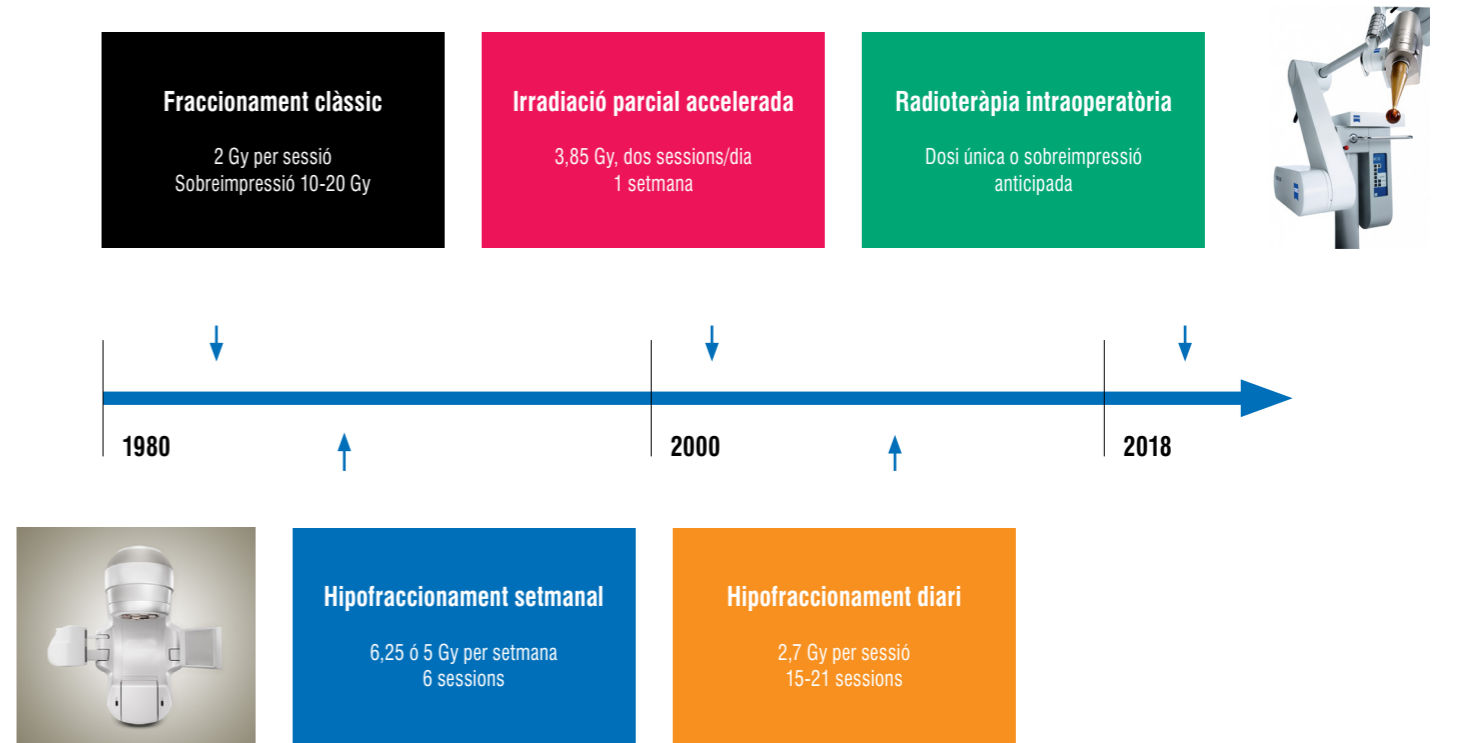 Fraccionament clàssic
2 Gy per sessió
Sobreimpressió 10-20 Gy
Irradiació parcial accelerada
3,85 Gy, dos sessions/dia
1 setmana
Radioteràpia intraoperatòria
Dosi única o sobreimpressió
anticipada
1980
2000
2018
Hipofraccionament setmanal
6,25 ó 5 Gy per setmana
6 sessions
Hipofraccionament diari
2,7 Gy per sessió
15-21 sessions